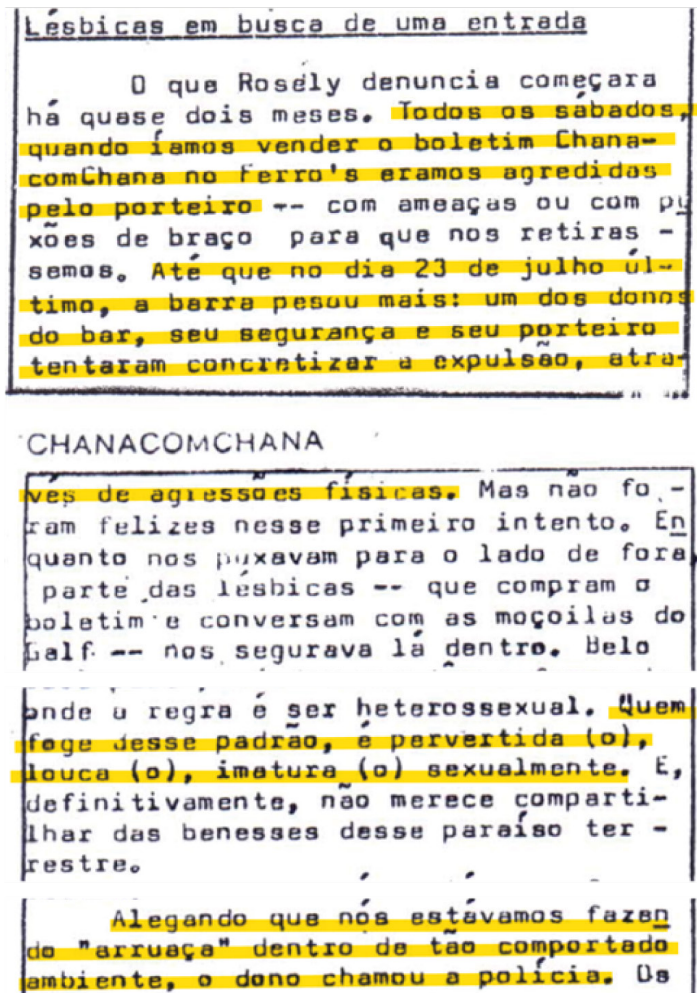 Lésbicas em busca de uma entrada
O que Rosély denuncia começara
há quase dois meses. Todos os sábados,
quando íamos vender o boletim Chana-
comChana no Ferro's eramos agredidas
pelo porteiro -- com ameaças ou com pu
xões de braço para que nos retiras -
semos. Até que no dia 23 de julho úl-
timo, a barra pesou mais: um dos donos
do bar, seu segurança e seu porteiro
tentaram concretizar a expulsão, atra-
CHANACOMCHANA
vés de agressões físicas. Mas não fo -
ram felizes nesse primeiro intento. En
quanto nos puxavam para o lado de fora,
parte das lésbicas -- que compram o
boletim e conversam com as moçoilas do
Galf -- nos segurava lá dentro. Belo
onde a regra é ser heterossexual. Quem
foge desse padrão, é pervertida (o),
louca (o), imatura (o) sexualmente. E,
definitivamente, não merece comparti-
lhar das benesses desse paraíso ter -
restre.
Alegando que nós estávamos fazen
do "arruaça" dentro de tão comportado
ambiente, o dono chamou a polícia. Os